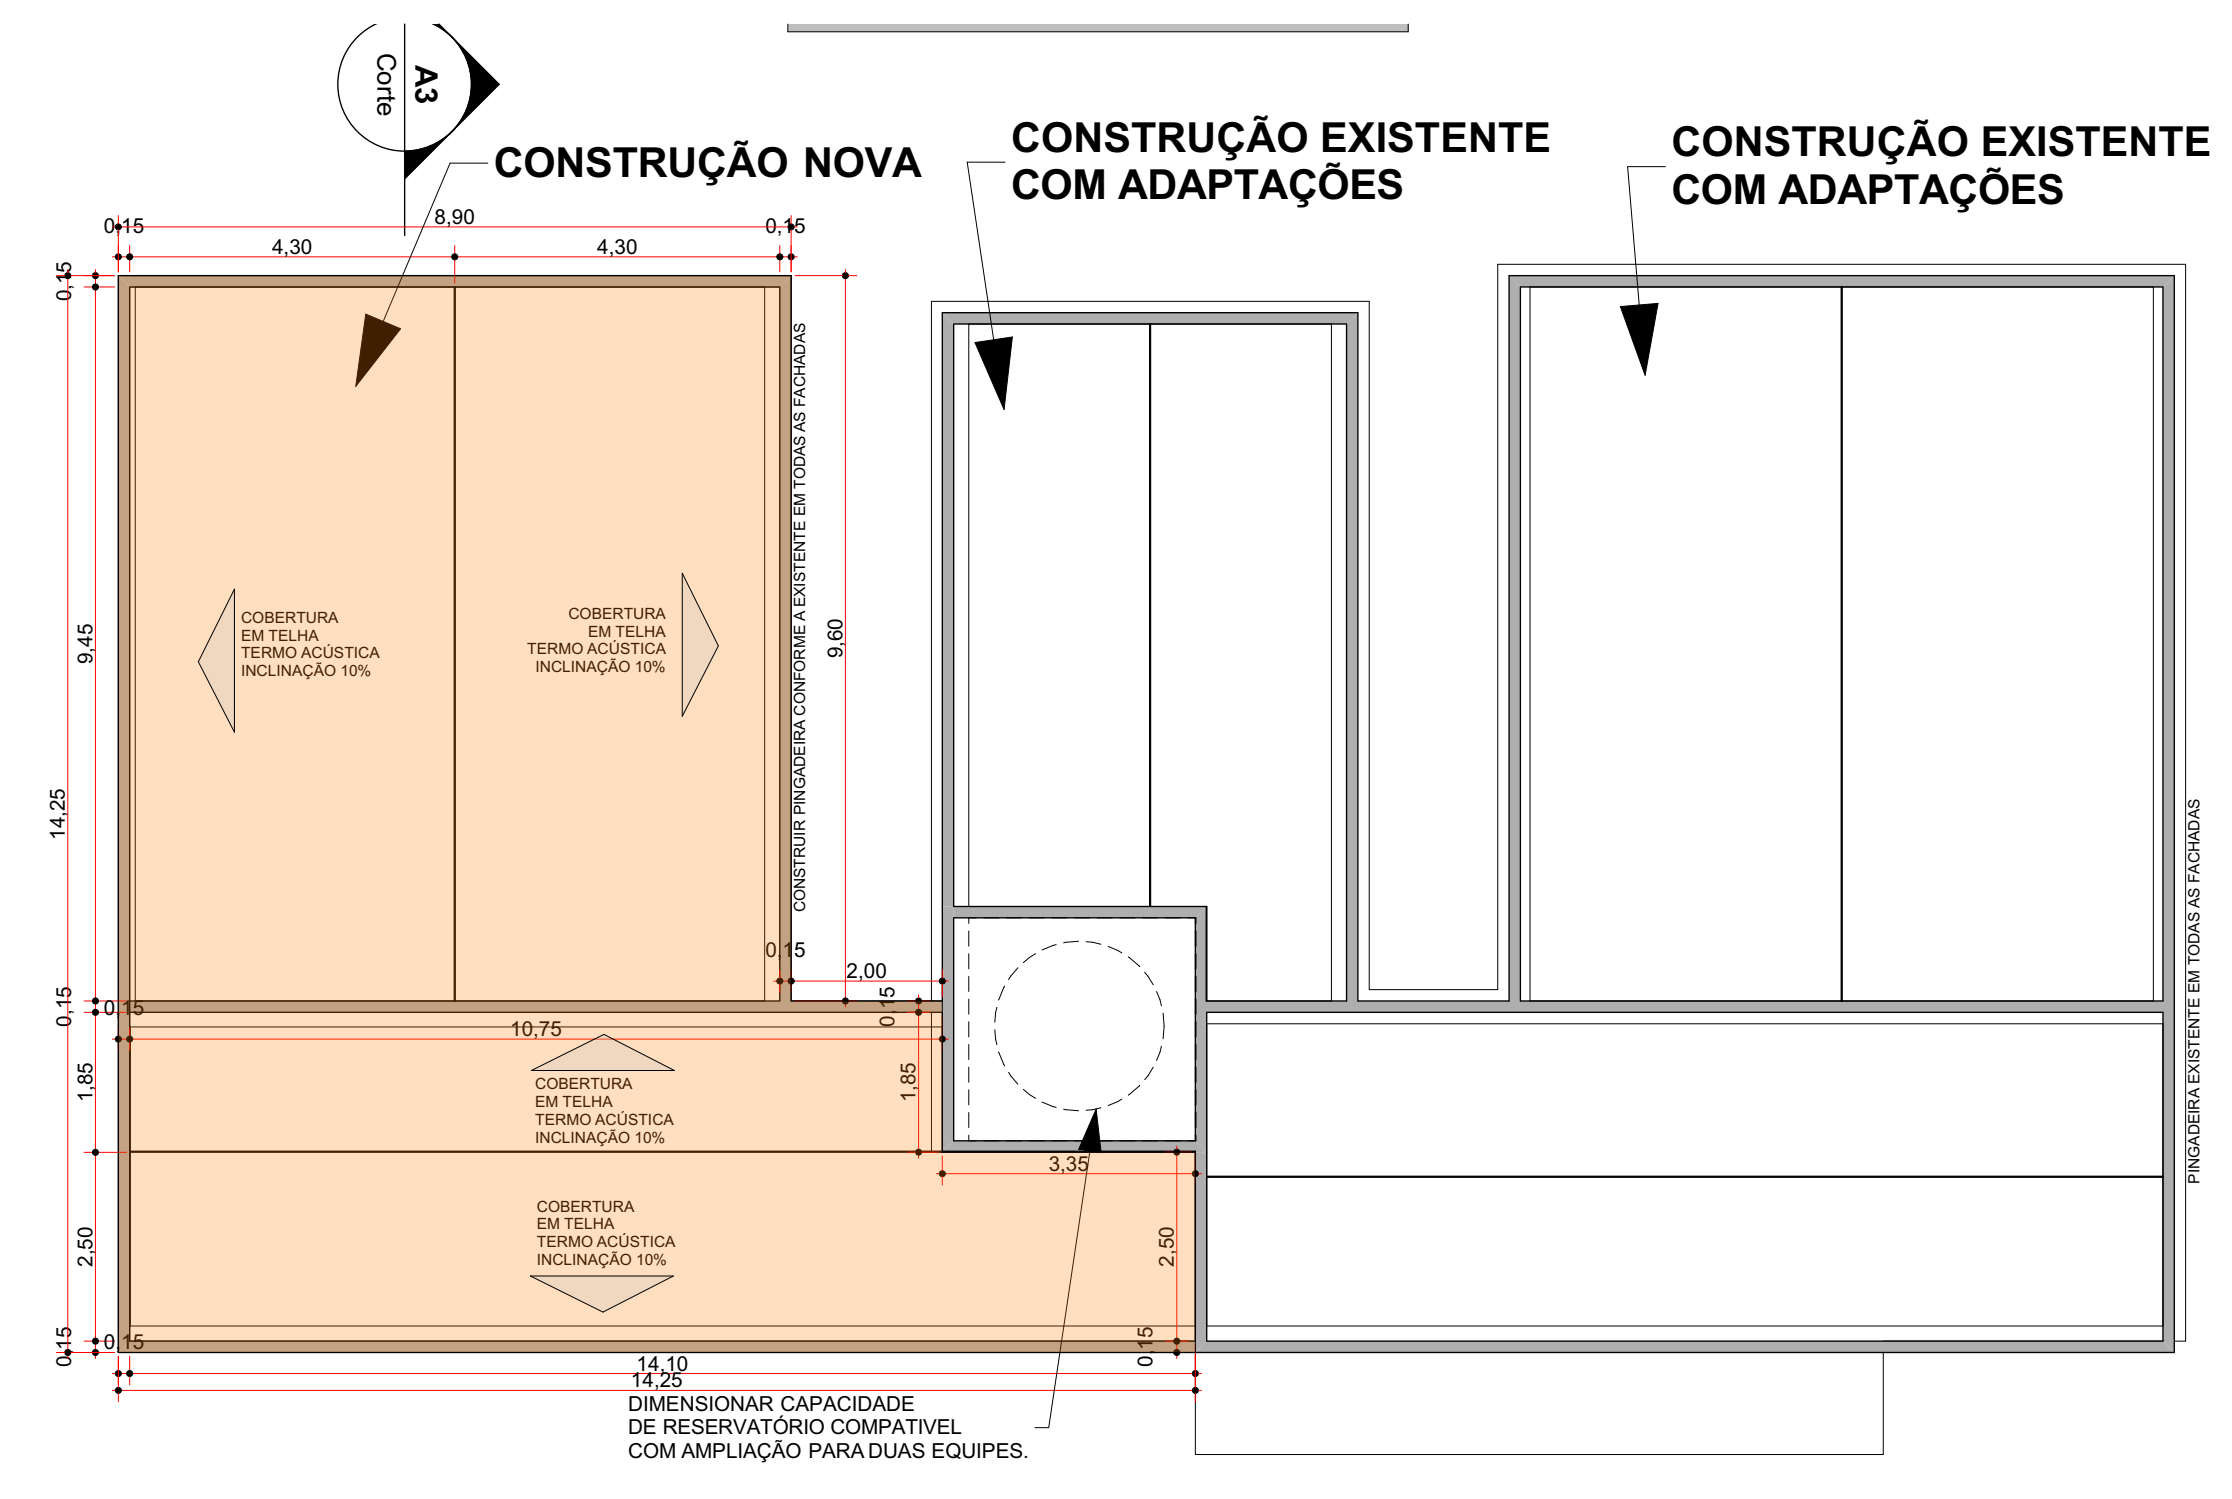 A3
Corte
CONSTRUÇÃO NOVA
CONSTRUÇÃO EXISTENTE
COM ADAPTAÇÕES
CONSTRUÇÃO EXISTENTE
COM ADAPTAÇÕES
0,15
8,90
0,15
4,30
4,30
0,15
9,45
14,25
0,15
1,85
2,50
0,15
COBERTURA
EM TELHA
TERMO ACÚSTICA
INCLINAÇÃO 10%
COBERTURA
EM TELHA
TERMO ACÚSTICA
INCLINAÇÃO 10%
CONSTRUIR PINGADEIRA CONFORME A EXISTENTE EM TODAS AS FACHADAS
9,60
0,15
2,00
0,15
0,15
10,75
1,85
COBERTURA
EM TELHA
TERMO ACÚSTICA
INCLINAÇÃO 10%
3,35
COBERTURA
EM TELHA
TERMO ACÚSTICA
INCLINAÇÃO 10%
2,50
0,15
0,15
14,10
14,25
DIMENSIONAR CAPACIDADE
DE RESERVATÓRIO COMPATIVEL
COM AMPLIAÇÃO PARA DUAS EQUIPES.
PINGADEIRA EXISTENTE EM TODAS AS FACHADAS